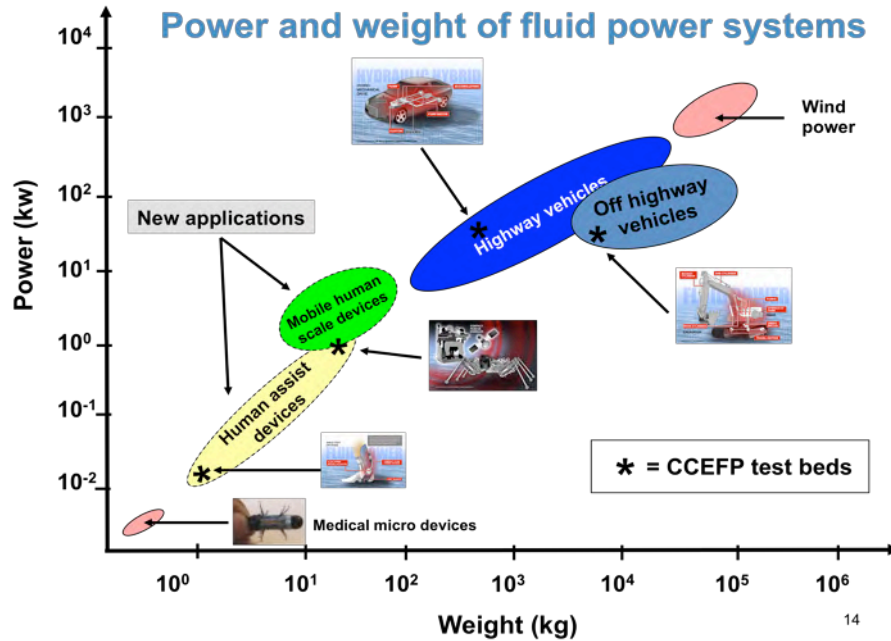 Power and weight of fluid power systems
10⁴
10³
10²
10¹
10⁰
10⁻¹
10⁻²
Power (kw)
HYDRAULIC HYBRID
Wind
power
New applications
Highway vehicles
Off highway
vehicles
Mobile human
scale devices
Human assist
devices
* = CCEFP test beds
Medical micro devices
10⁰
10¹
10²
10³
10⁴
10⁵
10⁶
Weight (kg)
14